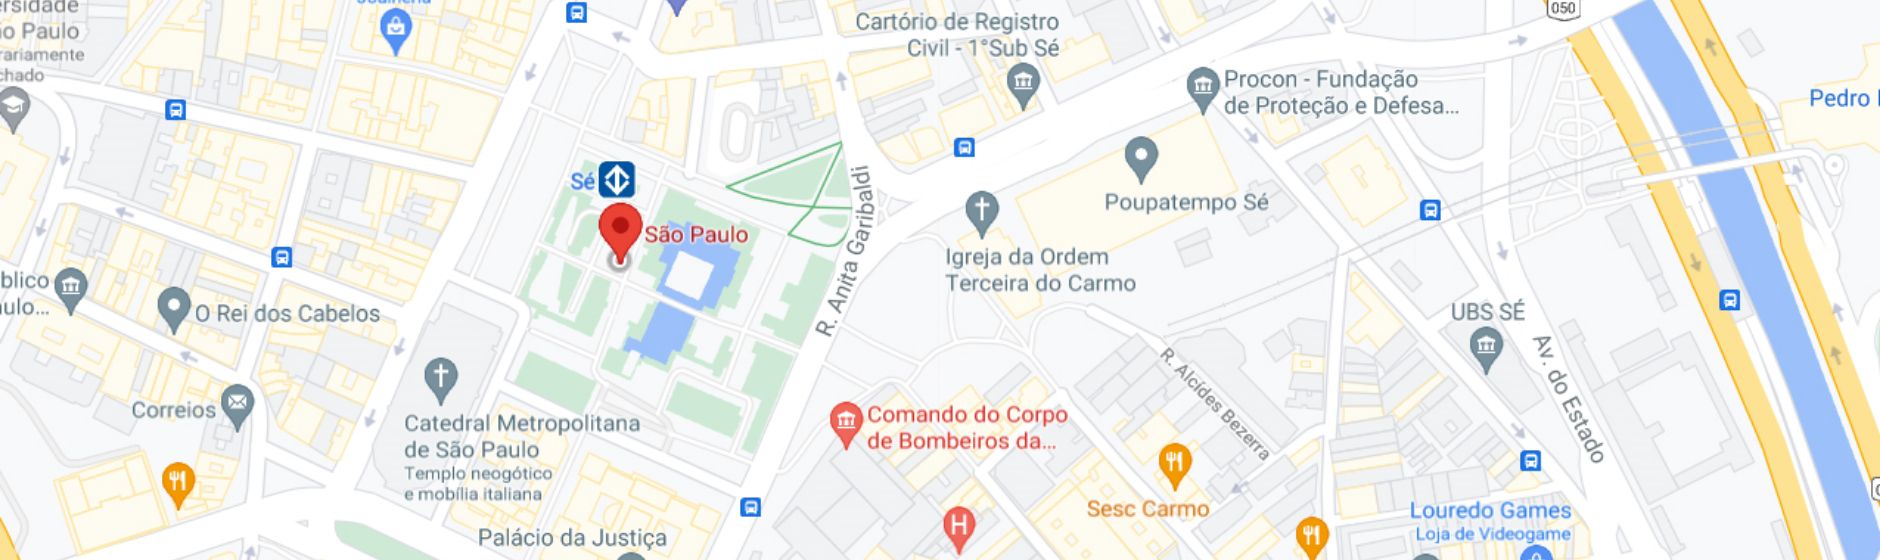 ersidade
ão Paulo
rariamente
chado
Cartório de Registro
Civil - 1°Sub Sé
050
Procon - Fundação
de Proteção e Defesa...
Pedro
Sé
São Paulo
R. Anita Garibaldi
Poupatempo Sé
Igreja da Ordem
Terceira do Carmo
blico
aulo...
O Rei dos Cabelos
UBS SÉ
Av. do Estado
R. Alcídes Bezerra
Correios
Catedral Metropolitana
de São Paulo
Templo neogótico
e mobília italiana
Comando do Corpo
de Bombeiros da...
H
Sesc Carmo
Louredo Games
Loja de Videogame
Palácio da Justiça